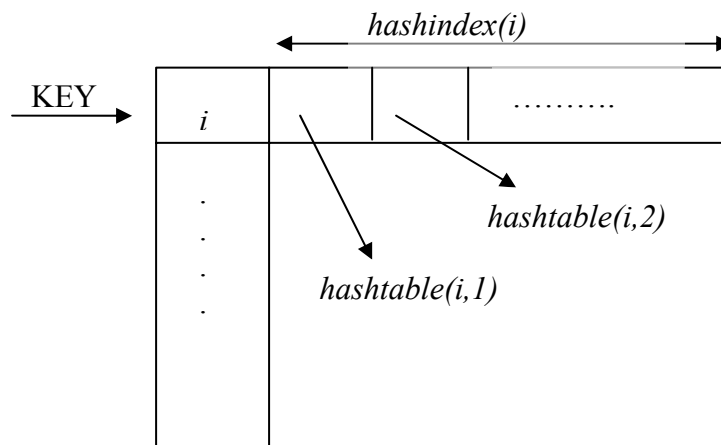 hashindex(i)
KEY
i
..........
hashtable(i,2)
hashtable(i,1)
.
.
.
.